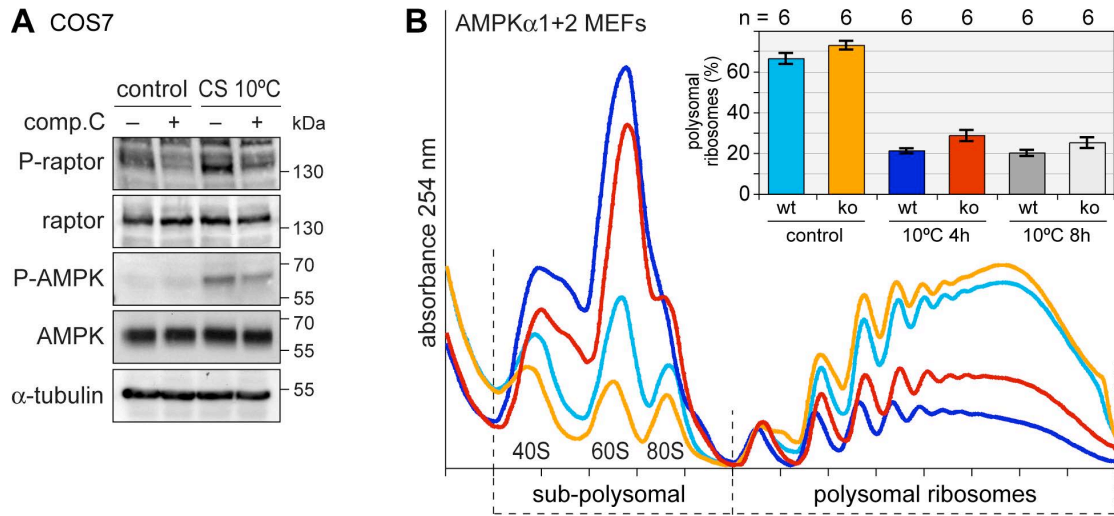 A COS7
control CS 10ºC
comp.C – + – + kDa
P-raptor
130
raptor
130
P-AMPK
70
55
AMPK
70
55
α-tubulin
55
B AMPKα1+2 MEFs
n = 6 6 6 6 6 6
polysomal
ribosomes (%)
60
40
20
0
wt ko wt ko wt ko
control 10ºC 4h 10ºC 8h
absorbance 254 nm
40S 60S 80S
sub-polysomal polysomal ribosomes